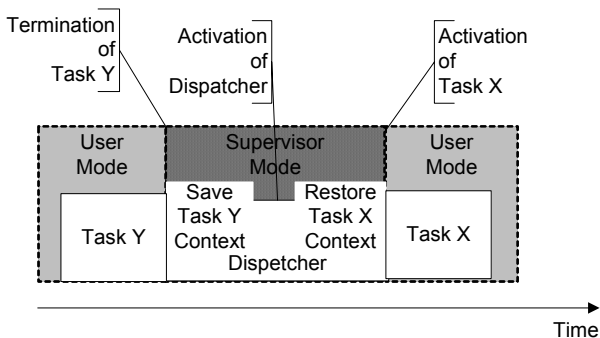 Termination
of
Task Y
Activation
of
Dispatcher
Activation
of
Task X
User
Mode
Supervisor
Mode
User
Mode
Task Y
Save
Task Y
Context
Restore
Task X
Context
Dispetcher
Task X
Time